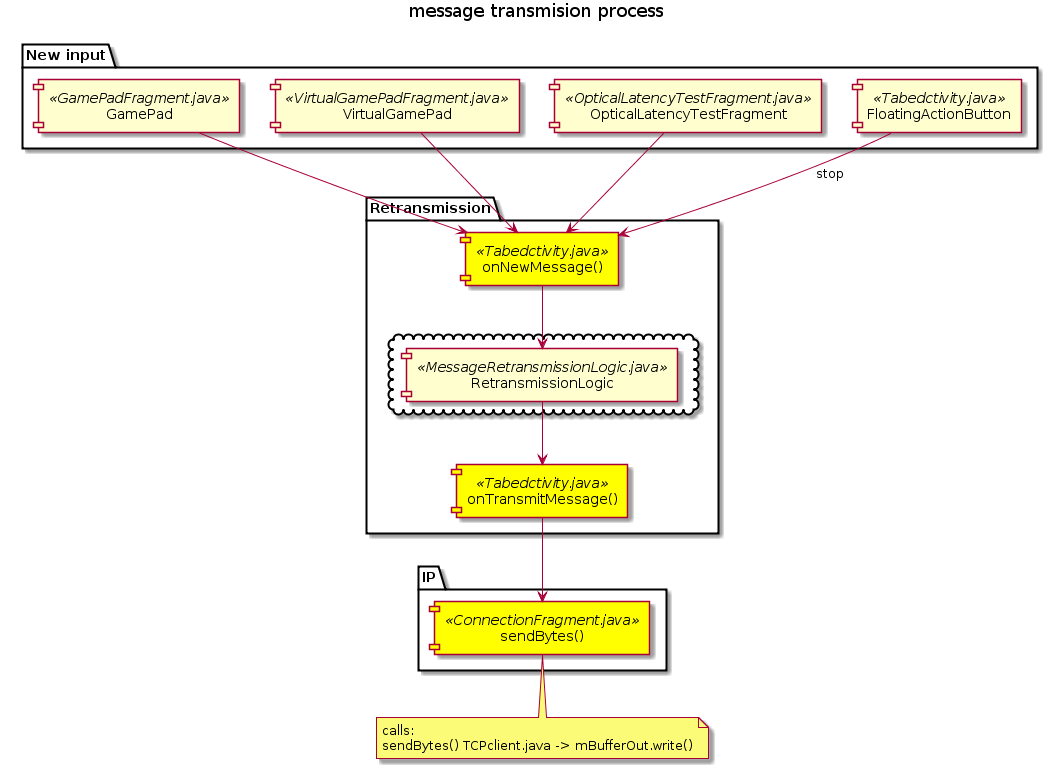 message transmision process
New input
«GamePadFragment.java»
GamePad
«VirtualGamePadFragment.java»
VirtualGamePad
«OpticalLatencyTestFragment.java»
OpticalLatencyTestFragment
«Tabedctivity.java»
FloatingActionButton
stop
Retransmission
«Tabedctivity.java»
onNewMessage()
«MessageRetransmissionLogic.java»
RetransmissionLogic
«Tabedctivity.java»
onTransmitMessage()
IP
«ConnectionFragment.java»
sendBytes()
calls:
sendBytes() TCPclient.java -> mBufferOut.write()